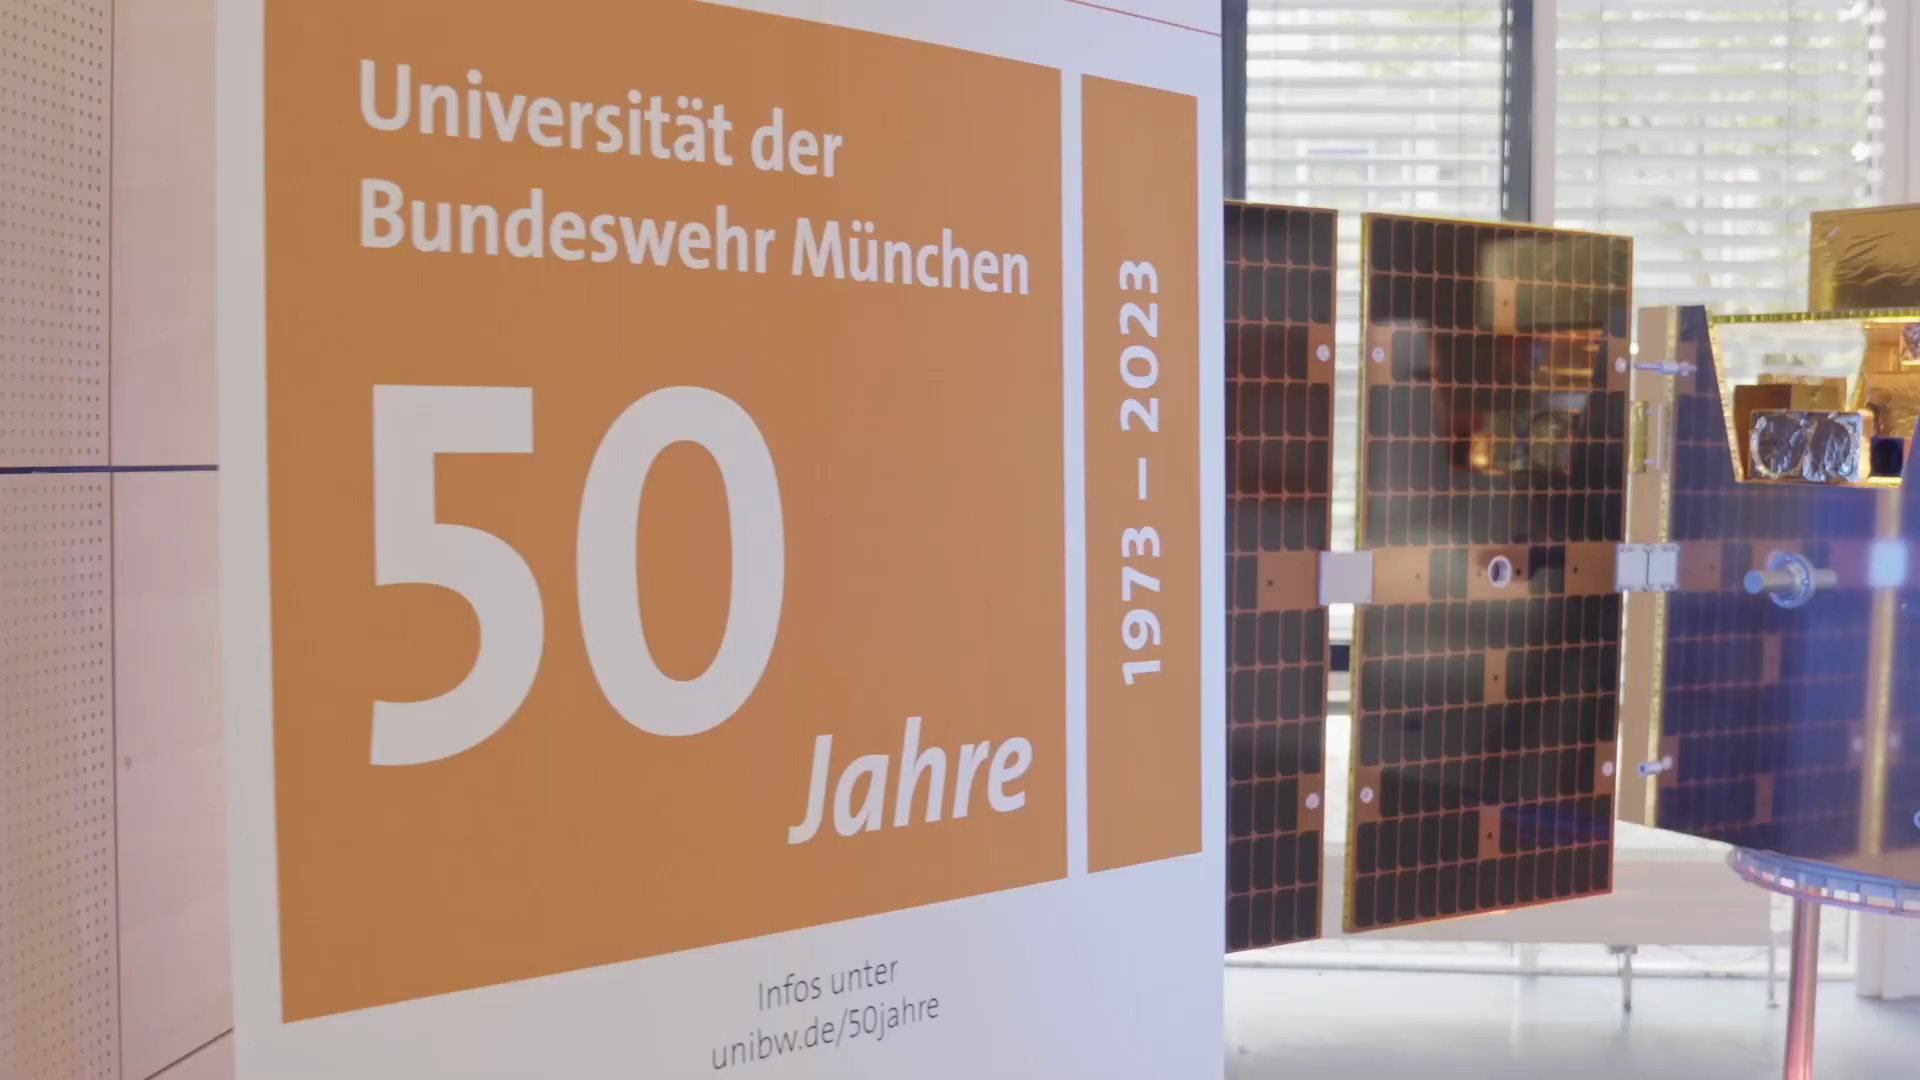 Universität der
Bundeswehr München
50
Jahre
1973 – 2023
Infos unter
unibw.de/50jahre